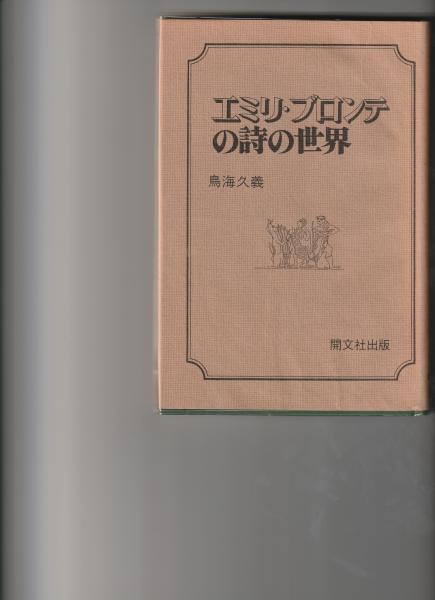 エミリ・ブロンテ
の詩の世界
鳥海久義
開文社出版